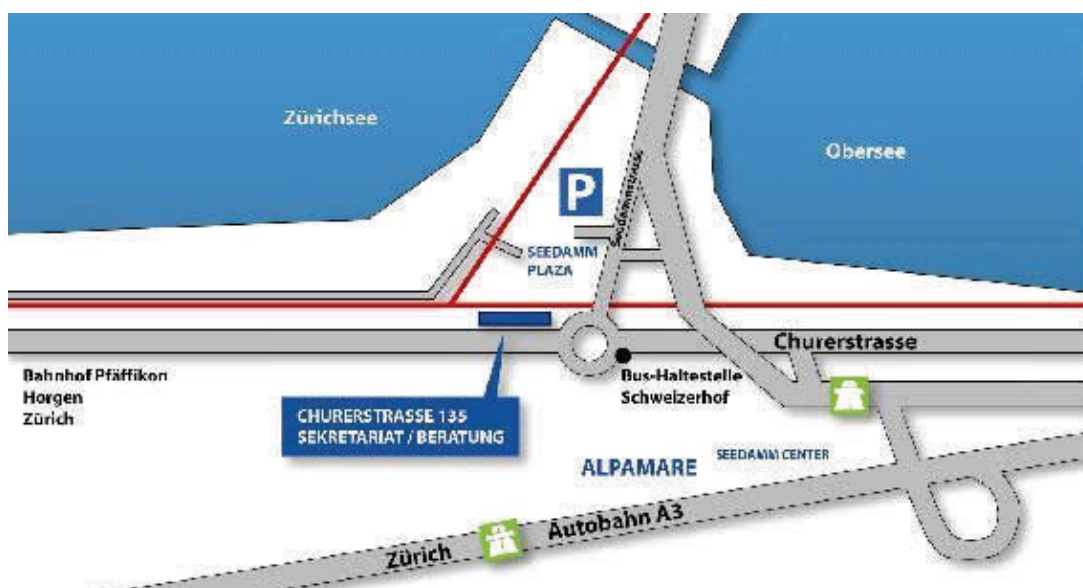 Zürichsee
Obersee
P
Seedammstrasse
SEEDAMM
PLAZA
Churerstrasse
Bahnhof Pfäffikon
Horgen
Zürich
Bus-Haltestelle
Schweizerhof
CHURERSTRASSE 135
SEKRETARIAT / BERATUNG
ALPAMARE
SEEDAMM CENTER
Zürich
Autobahn A3